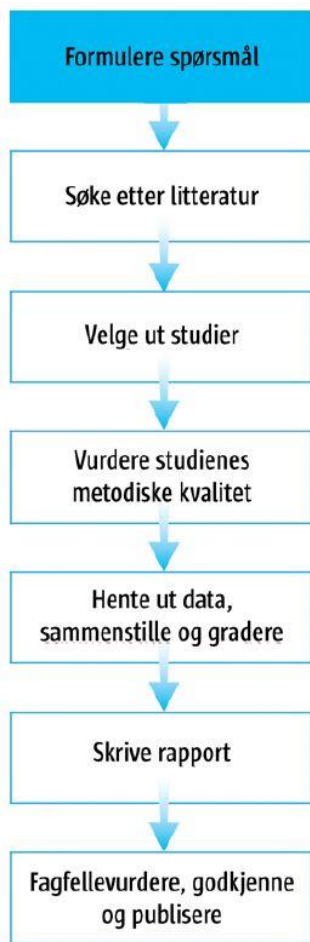 Formulere spørsmål
Søke etter litteratur
Velge ut studier
Vurdere studienes
metodiske kvalitet
Hente ut data,
sammenstille og gradere
Skrive rapport
Fagfellevurdere, godkjenne
og publisere